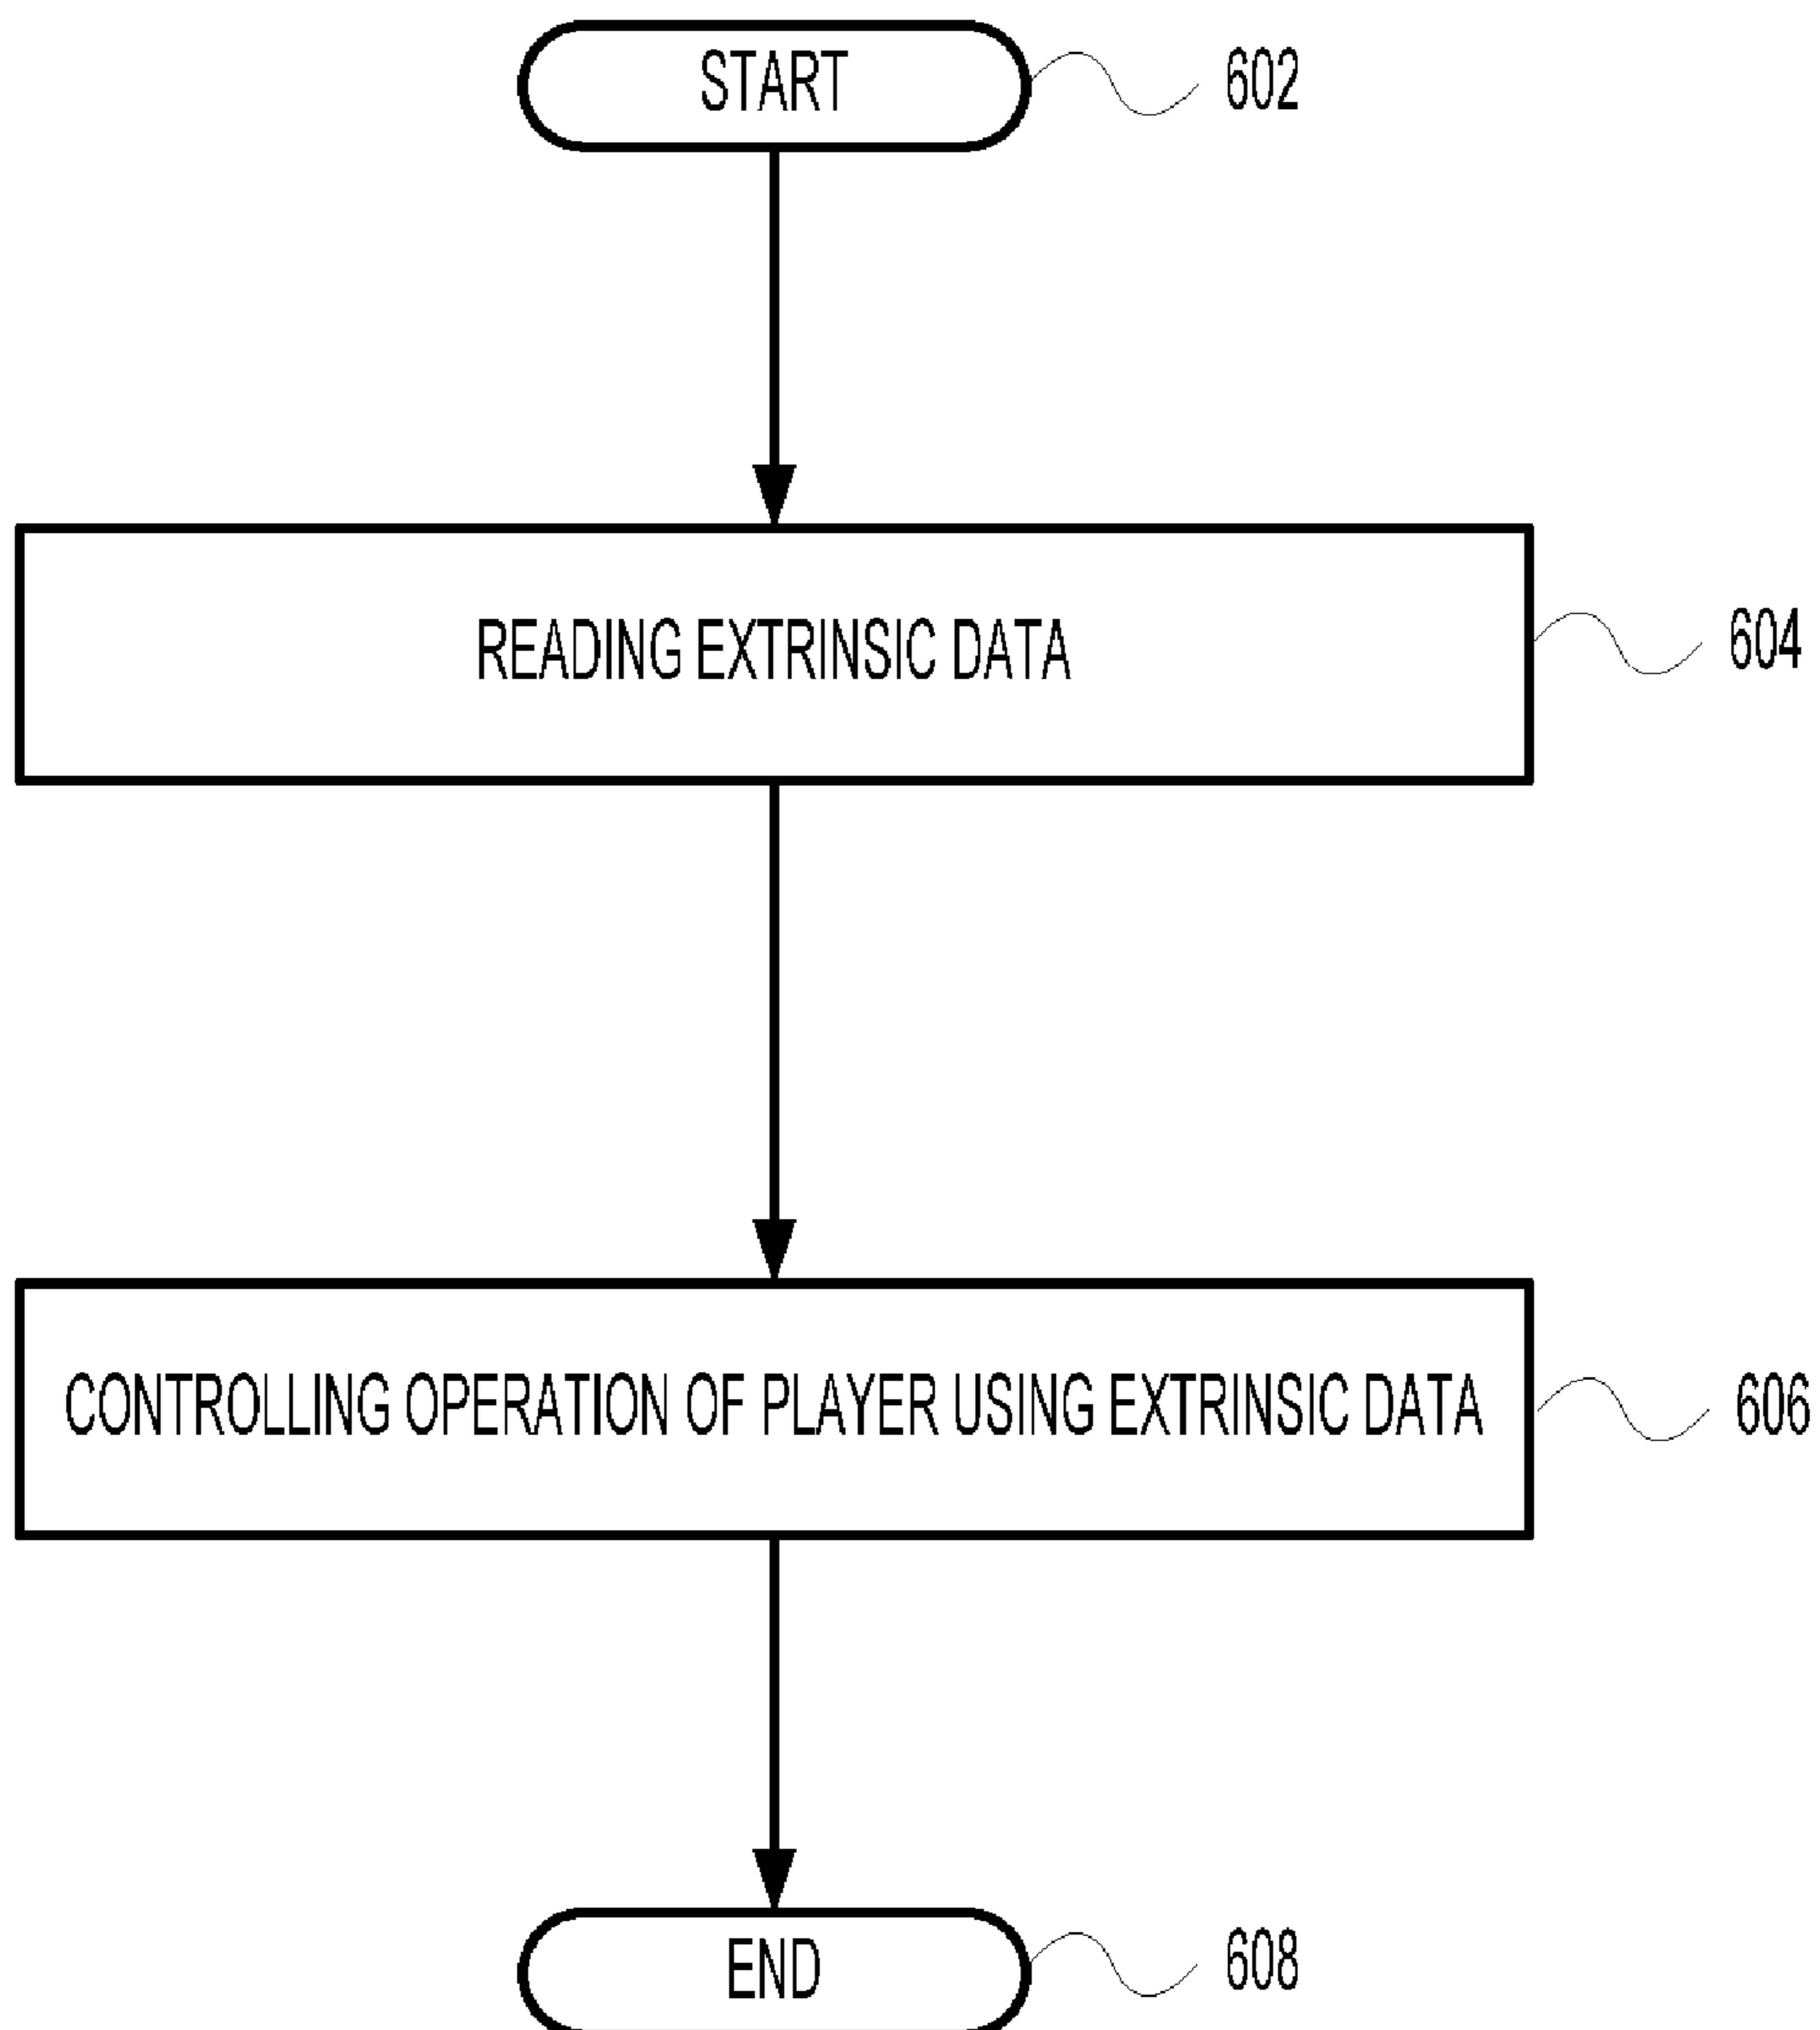 START
602
READING EXTRINSIC DATA
604
CONTROLLING OPERATION OF PLAYER USING EXTRINSIC DATA
606
END
608